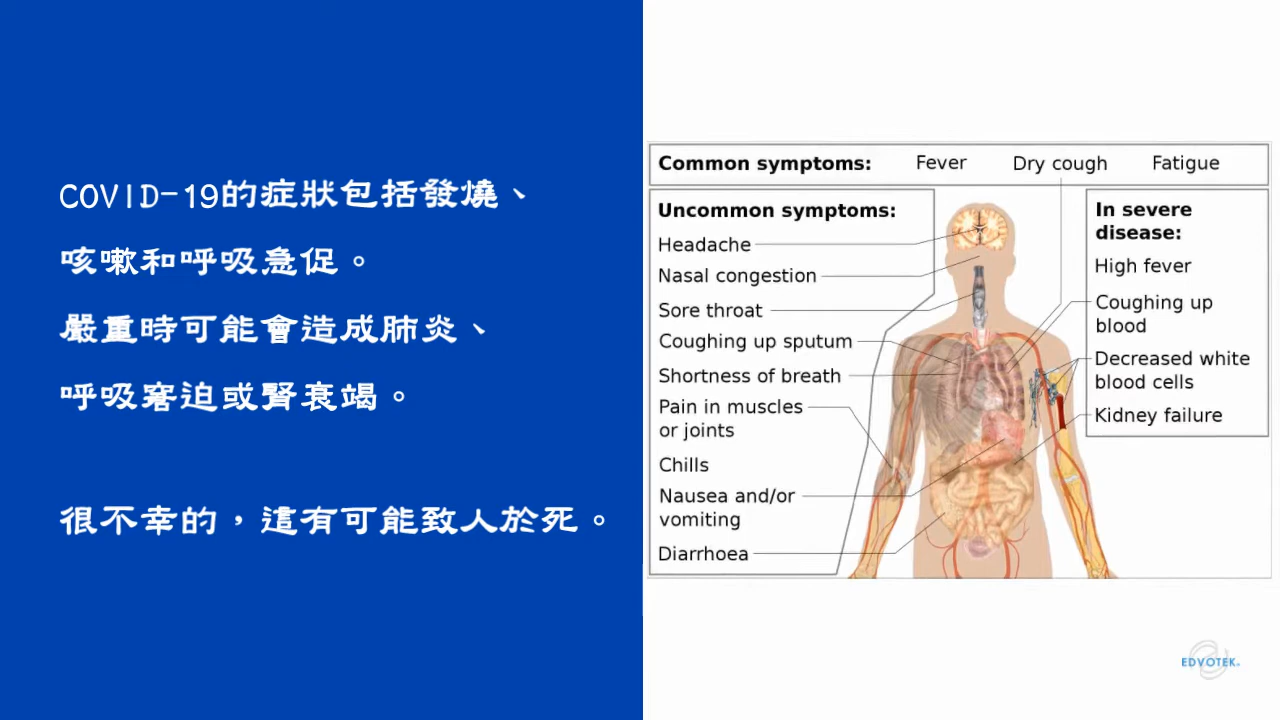 COVID-19的症狀包括發燒、
咳嗽和呼吸急促。
嚴重時可能會造成肺炎、
呼吸窘迫或腎衰竭。
很不幸的，這有可能致人於死。
Common symptoms: Fever Dry cough Fatigue
Uncommon symptoms:
Headache
Nasal congestion
Sore throat
Coughing up sputum
Shortness of breath
Pain in muscles
or joints
Chills
Nausea and/or
vomiting
Diarrhoea
In severe
disease:
High fever
Coughing up
blood
Decreased white
blood cells
Kidney failure
EDVOTEK®